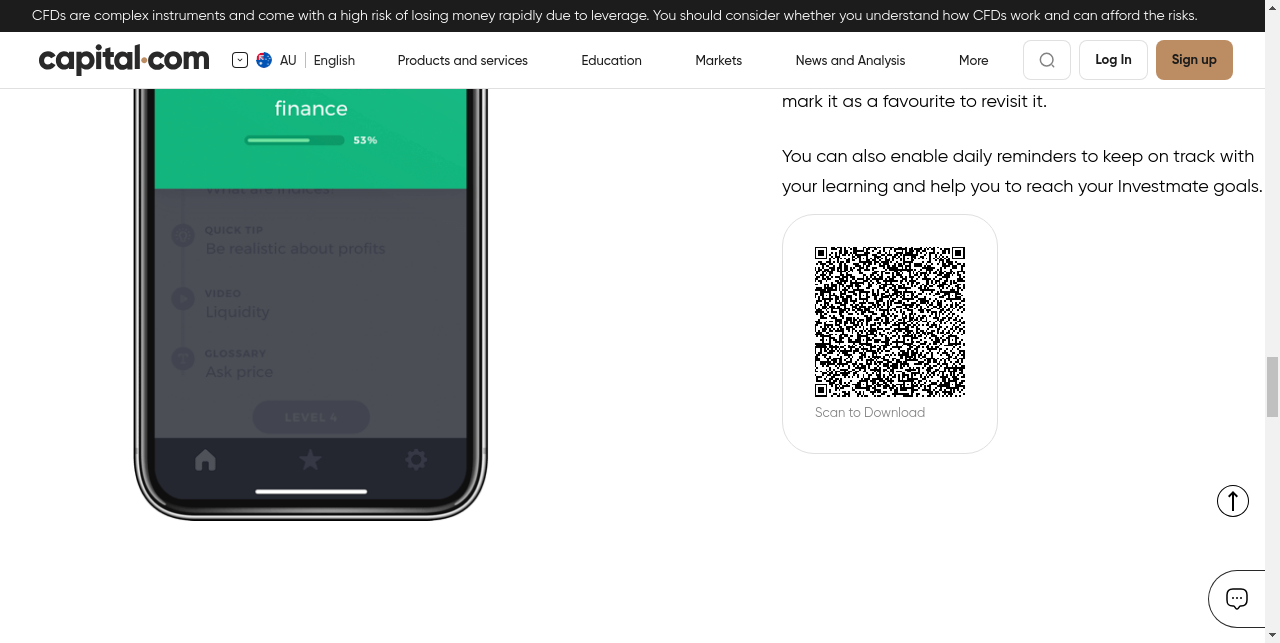 CFDs are complex instruments and come with a high risk of losing money rapidly due to leverage. You should consider whether you understand how CFDs work and can afford the risks.
capital.com
AU
English
Products and services
Education
Markets
News and Analysis
More
Log In
Sign up
finance
53%
What are indices?
QUICK TIP
Be realistic about profits
VIDEO
Liquidity
GLOSSARY
Ask price
LEVEL 4
mark it as a favourite to revisit it.
You can also enable daily reminders to keep on track with
your learning and help you to reach your Investmate goals.
Scan to Download